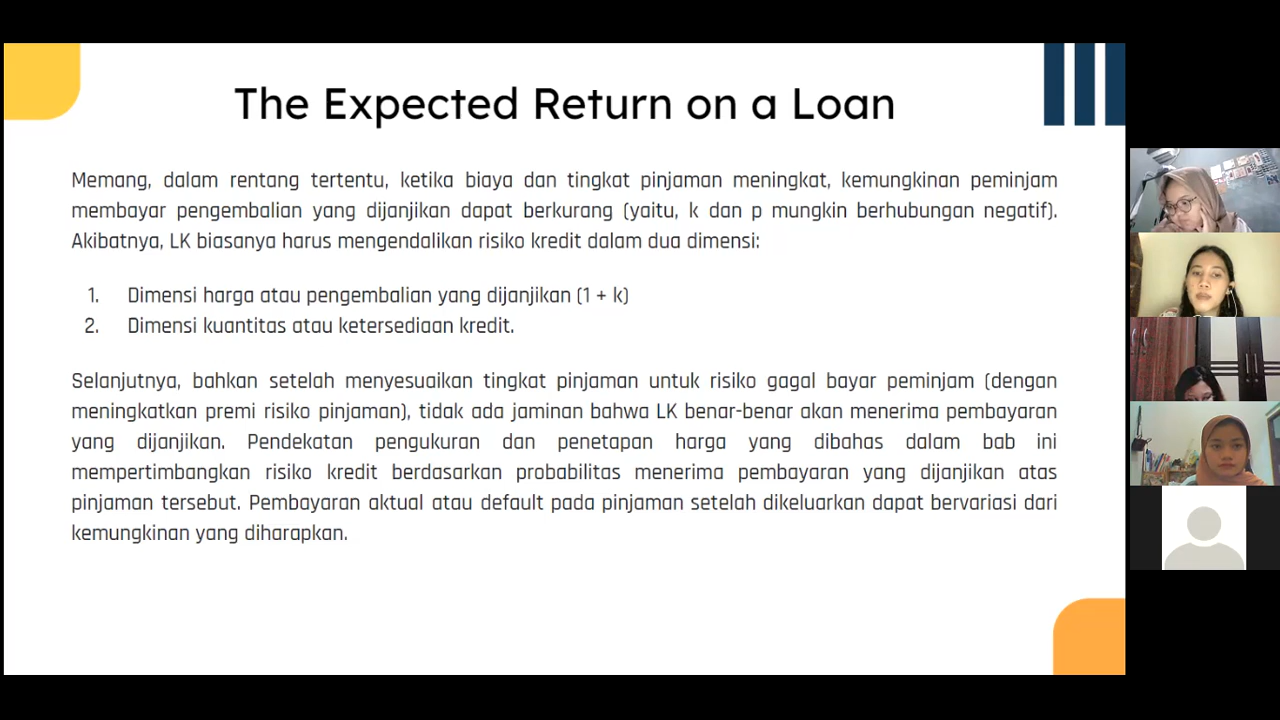 The Expected Return on a Loan
Memang, dalam rentang tertentu, ketika biaya dan tingkat pinjaman meningkat, kemungkinan peminjam
membayar pengembalian yang dijanjikan dapat berkurang (yaitu, k dan p mungkin berhubungan negatif).
Akibatnya, LK biasanya harus mengendalikan risiko kredit dalam dua dimensi:
1. Dimensi harga atau pengembalian yang dijanjikan (1 + k)
2. Dimensi kuantitas atau ketersediaan kredit.
Selanjutnya, bahkan setelah menyesuaikan tingkat pinjaman untuk risiko gagal bayar peminjam (dengan
meningkatkan premi risiko pinjaman), tidak ada jaminan bahwa LK benar-benar akan menerima pembayaran
yang dijanjikan. Pendekatan pengukuran dan penetapan harga yang dibahas dalam bab ini
mempertimbangkan risiko kredit berdasarkan probabilitas menerima pembayaran yang dijanjikan atas
pinjaman tersebut. Pembayaran aktual atau default pada pinjaman setelah dikeluarkan dapat bervariasi dari
kemungkinan yang diharapkan.